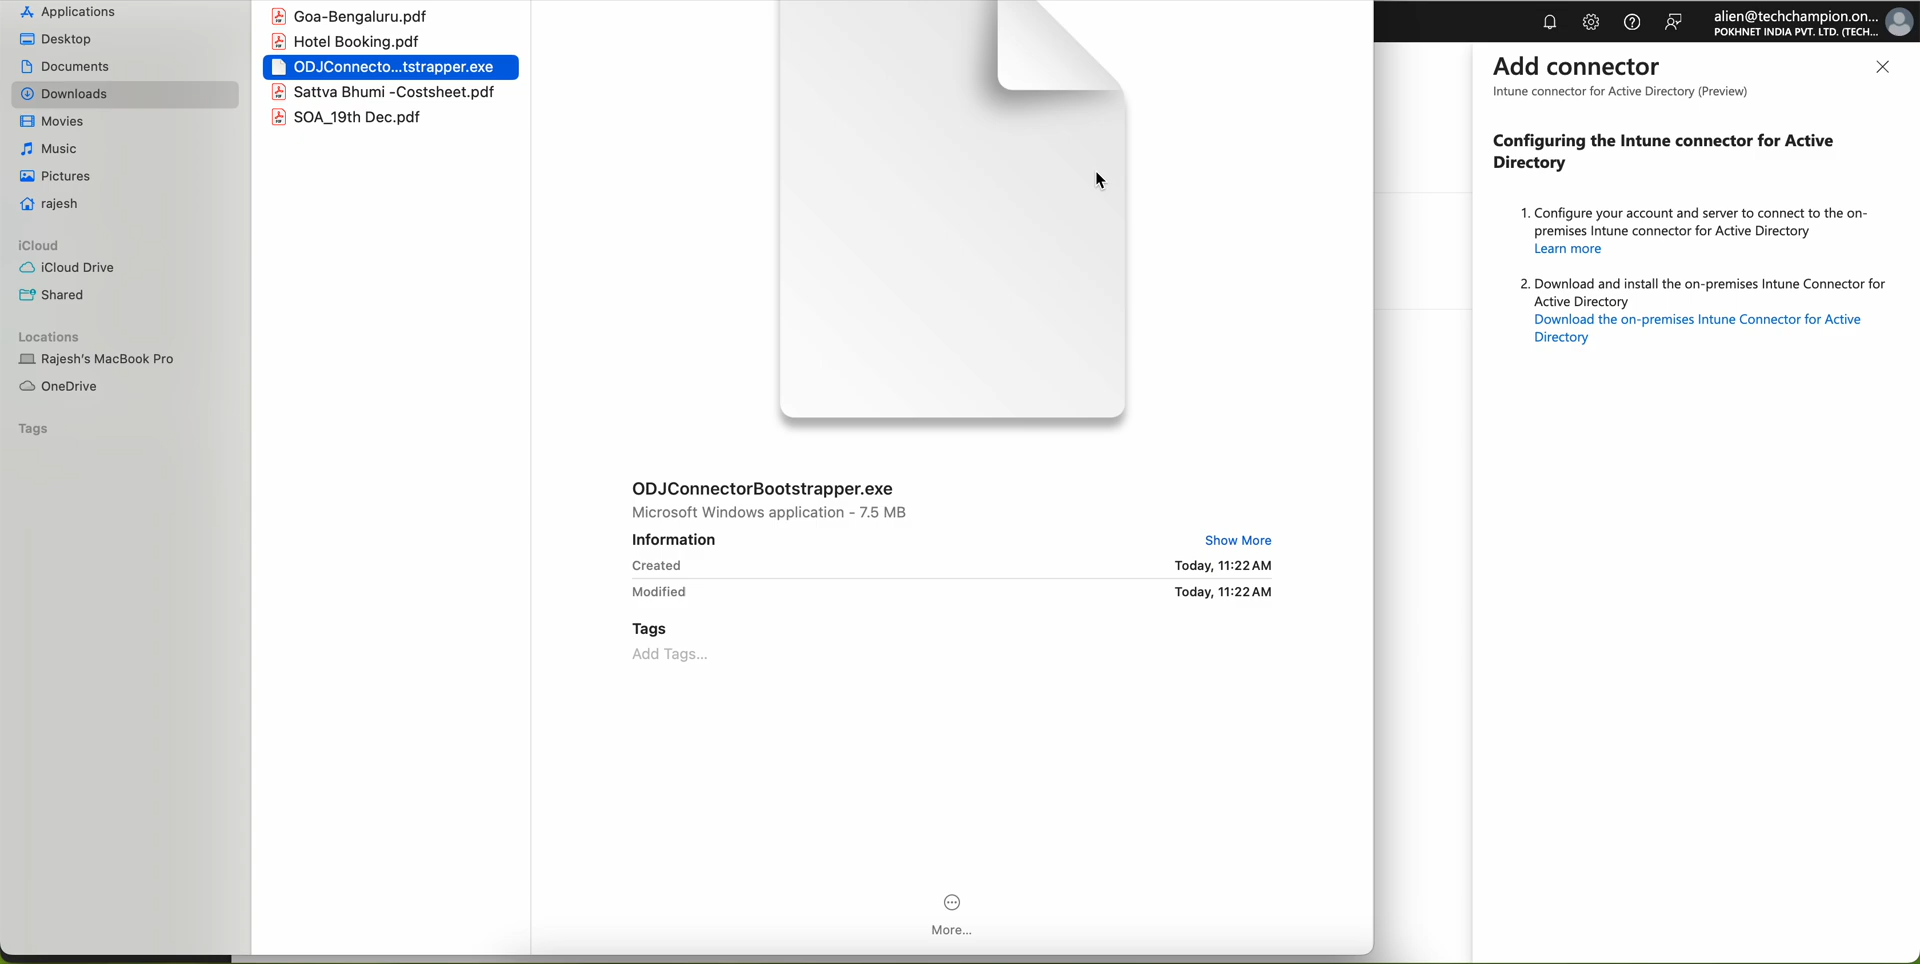 Applications
Desktop
Documents
Downloads
Movies
Music
Pictures
rajesh
iCloud
iCloud Drive
Shared
Locations
Rajesh's MacBook Pro
OneDrive
Tags
Goa-Bengaluru.pdf
Hotel Booking.pdf
ODJConnecto...tstrapper.exe
Sattva Bhumi -Costsheet.pdf
SOA_19th Dec.pdf
ODJConnectorBootstrapper.exe
Microsoft Windows application - 7.5 MB
Information Show More
Created Today, 11:22 AM
Modified Today, 11:22 AM
Tags
Add Tags...
More...
alien@techchampion.on...
POKHNET INDIA PVT. LTD. (TECH...
Add connector
Intune connector for Active Directory (Preview)
Configuring the Intune connector for Active
Directory
1. Configure your account and server to connect to the on-
premises Intune connector for Active Directory
Learn more
2. Download and install the on-premises Intune Connector for
Active Directory
Download the on-premises Intune Connector for Active
Directory